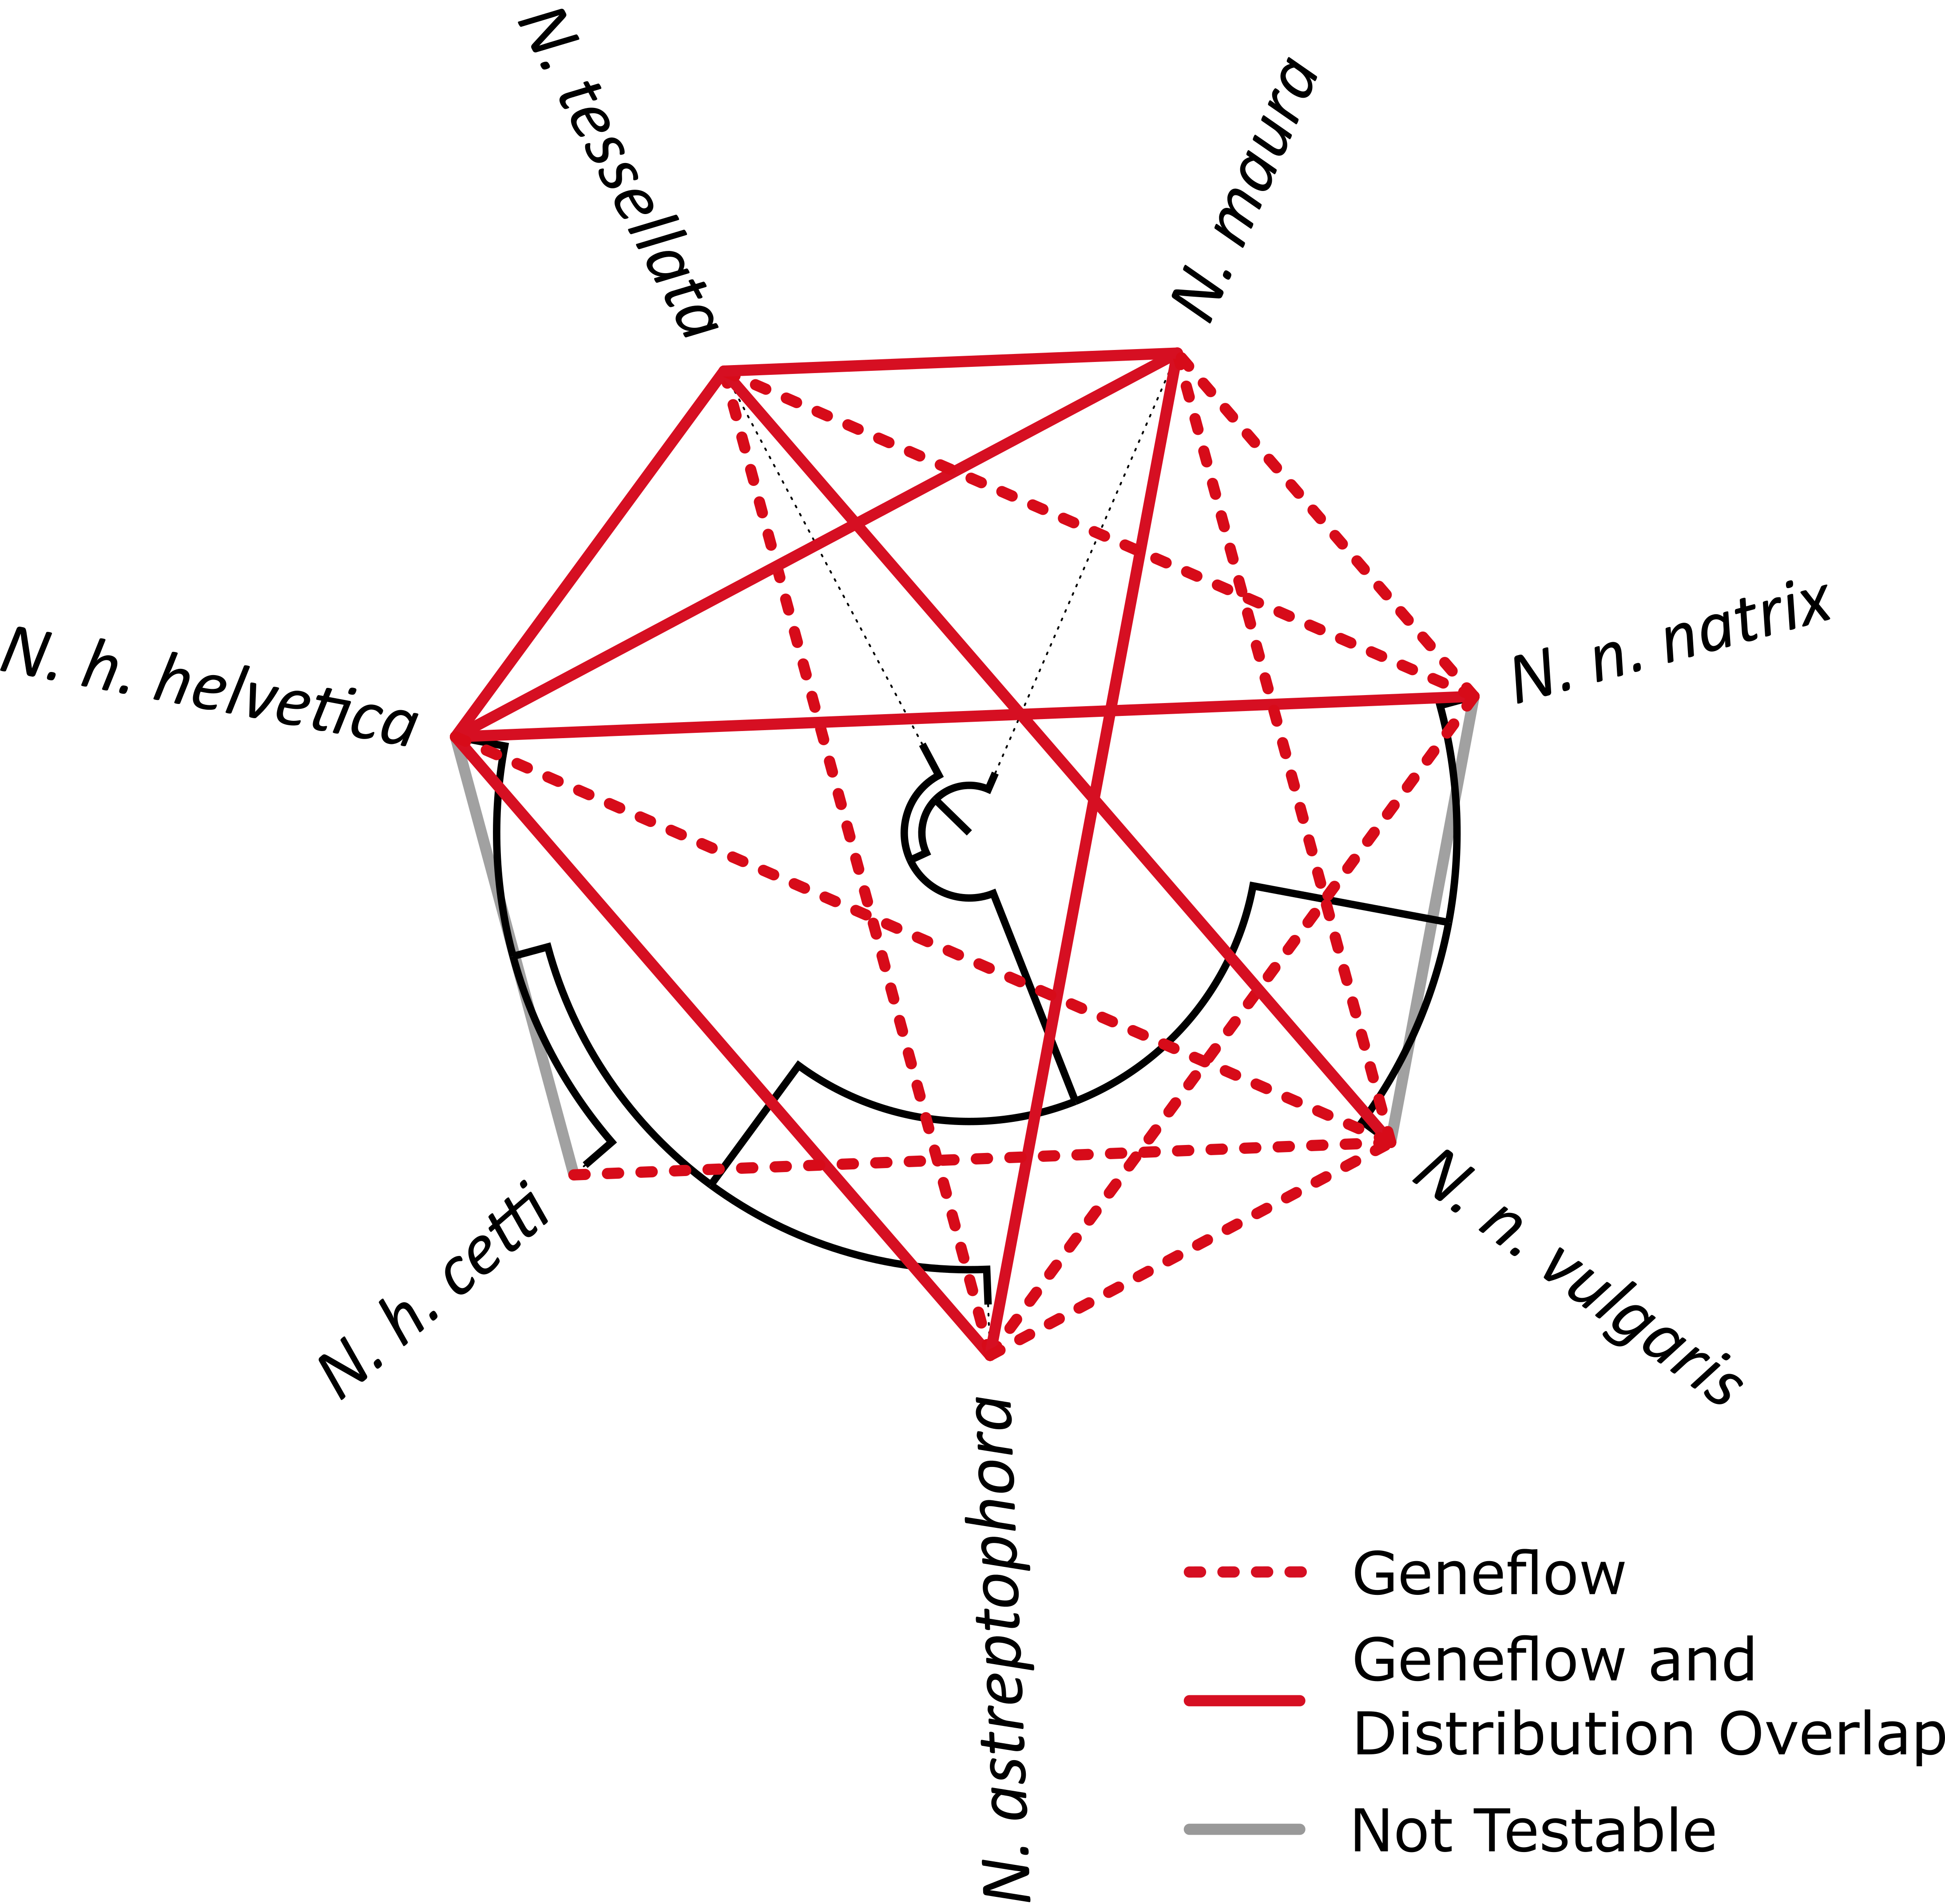 N. tessellata
N. maura
N. n. natrix
N. h. helvetica
N. n. vulgaris
N. h. cetti
N. astreptophora
Geneflow
Geneflow and
Distribution Overlap
Not Testable